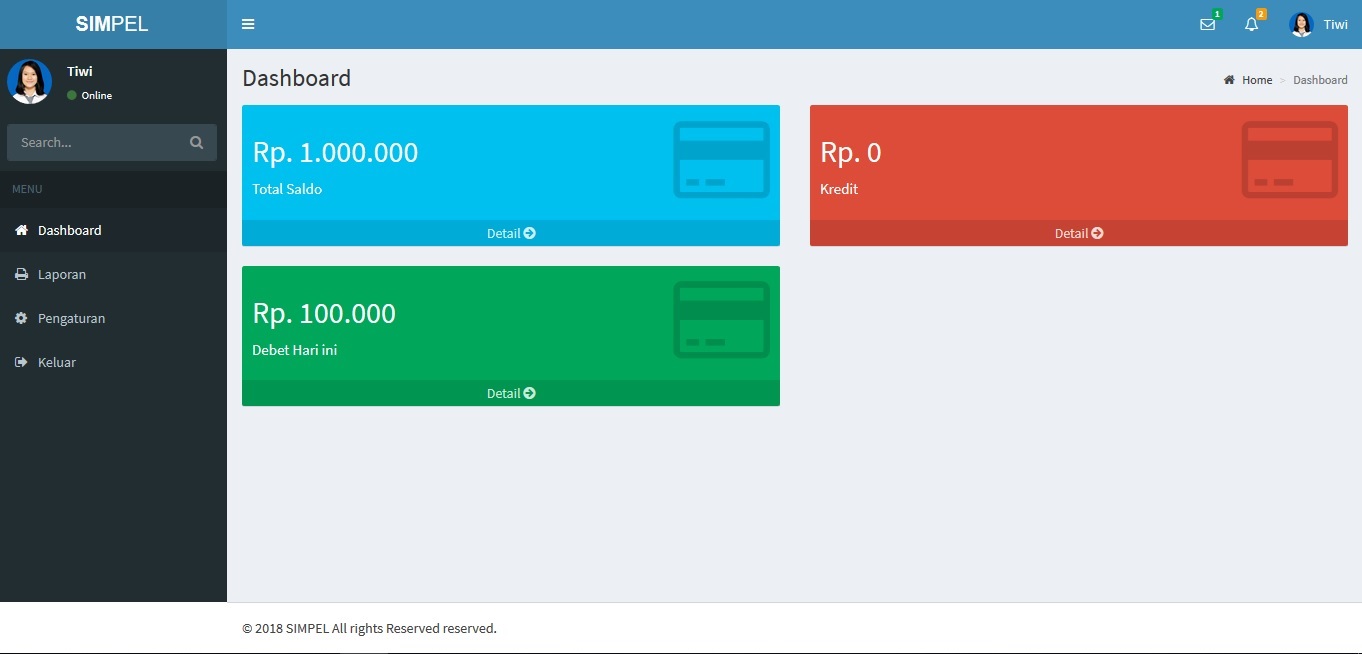 SIMPEL
1
2
Tiwi
Tiwi
Online
Search...
MENU
Dashboard
Laporan
Pengaturan
Keluar
Dashboard
Home > Dashboard
Rp. 1.000.000
Total Saldo
Detail
Rp. 0
Kredit
Detail
Rp. 100.000
Debet Hari ini
Detail
© 2018 SIMPEL All rights Reserved reserved.